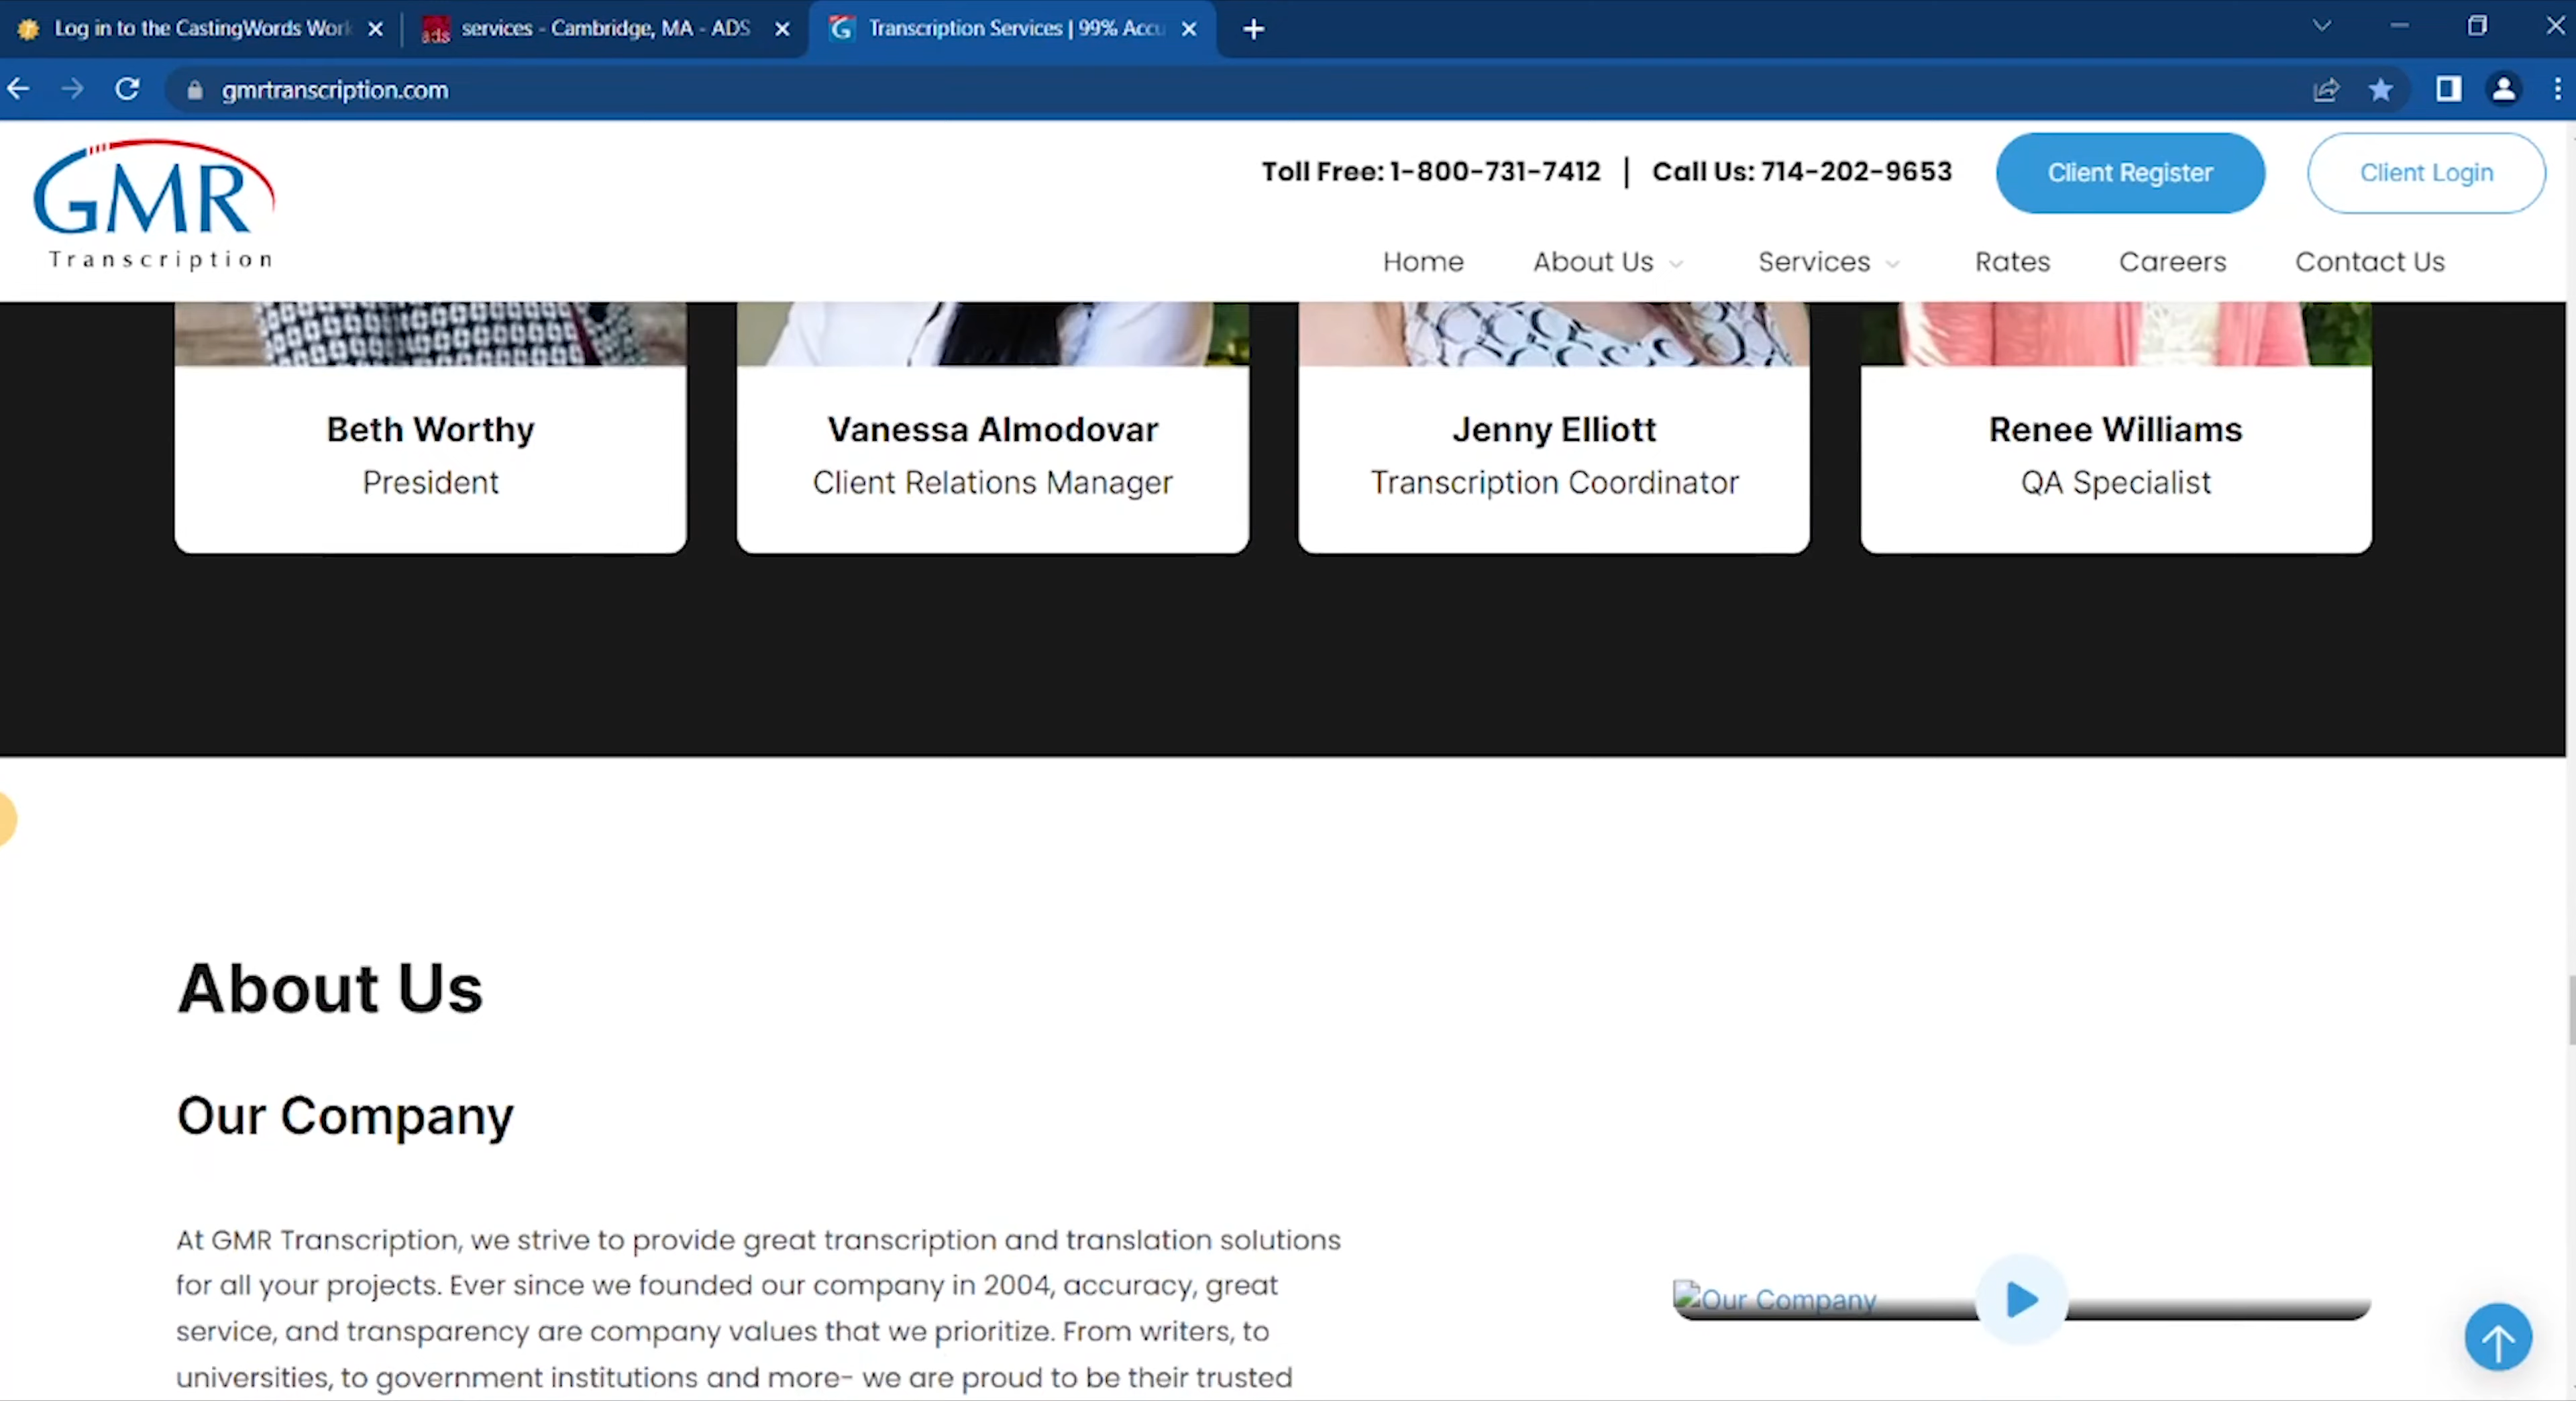 Log in to the CastingWords Work
services - Cambridge, MA - ADS
Transcription Services | 99% Accu
gmrtranscription.com
GMR
Transcription
Toll Free: 1-800-731-7412 | Call Us: 714-202-9653
Client Register
Client Login
Home
About Us
Services
Rates
Careers
Contact Us
Beth Worthy
President
Vanessa Almodovar
Client Relations Manager
Jenny Elliott
Transcription Coordinator
Renee Williams
QA Specialist
About Us
Our Company
At GMR Transcription, we strive to provide great transcription and translation solutions
for all your projects. Ever since we founded our company in 2004, accuracy, great
service, and transparency are company values that we prioritize. From writers, to
universities, to government institutions and more- we are proud to be their trusted
Our Company